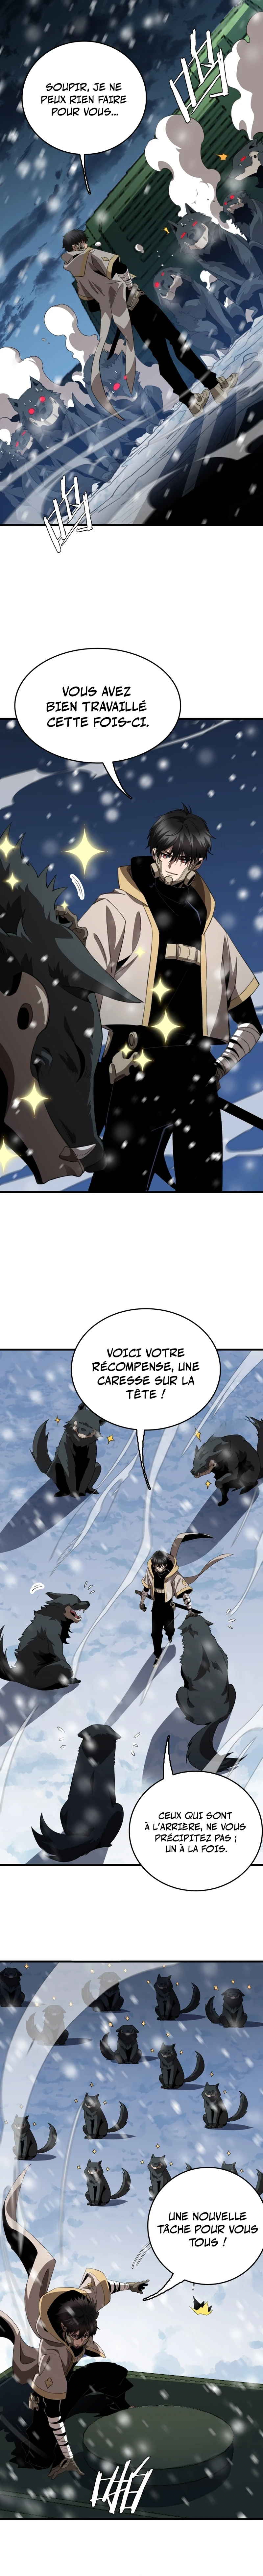 SOUPIR, JE NE
PEUX RIEN FAIRE
POUR VOUS...
VOUS AVEZ
BIEN TRAVAILLÉ
CETTE FOIS-CI.
VOICI VOTRE
RÉCOMPENSE, UNE
CARESSE SUR LA
TÊTE !
CEUX QUI SONT
À L'ARRIÈRE, NE VOUS
PRÉCIPITEZ PAS ;
UN À LA FOIS.
UNE NOUVELLE
TÂCHE POUR VOUS
TOUS !